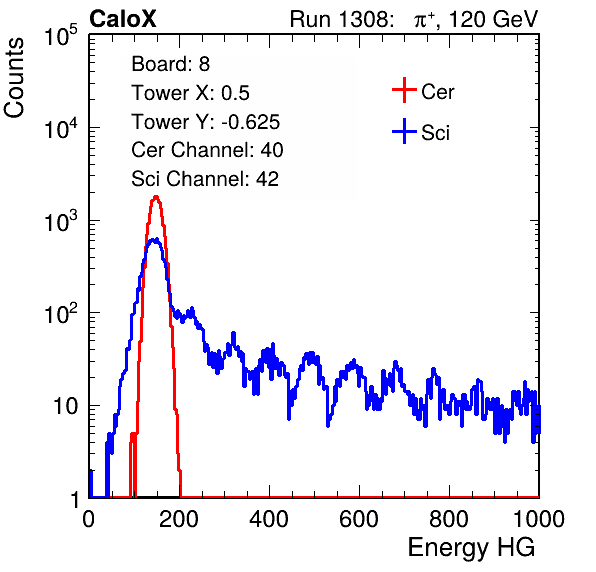 CaloX Run 1308: π⁺, 120 GeV
Counts
10⁵
10⁴
10³
10²
10
1
Board: 8
Tower X: 0.5
Tower Y: -0.625
Cer Channel: 40
Sci Channel: 42
Cer
Sci
0 200 400 600 800 1000
Energy HG